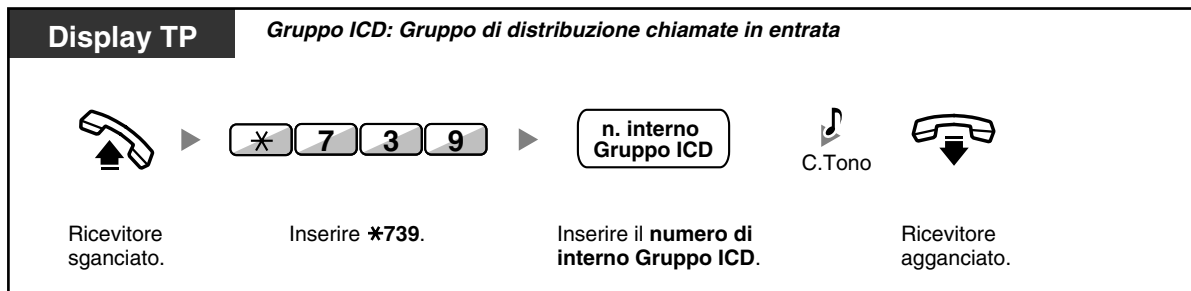 Display TP
Gruppo ICD: Gruppo di distribuzione chiamate in entrata
* 7 3 9
n. interno
Gruppo ICD
C.Tono
Ricevitore
sganciato.
Inserire *739.
Inserire il numero di
interno Gruppo ICD.
Ricevitore
agganciato.